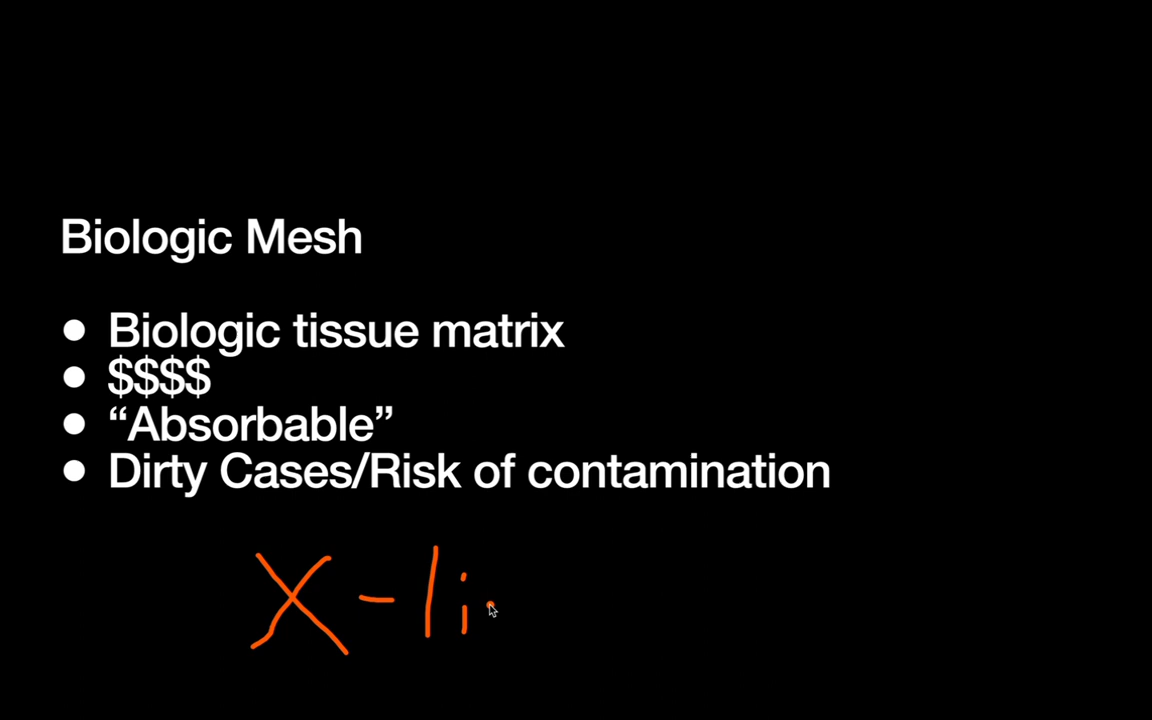 Biologic Mesh
● Biologic tissue matrix
● $$$$
● “Absorbable”
● Dirty Cases/Risk of contamination
X-li